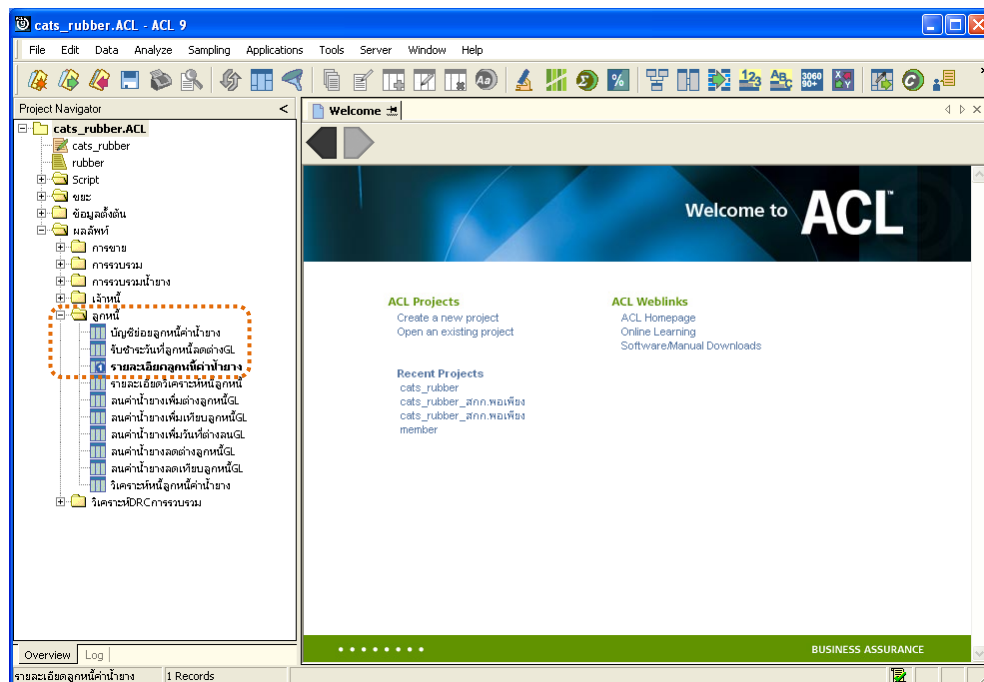 cats_rubber.ACL - ACL 9
File Edit Data Analyze Sampling Applications Tools Server Window Help
Project Navigator <
Welcome
cats_rubber.ACL
cats_rubber
rubber
Script
ขยะ
ข้อมูลตั้งต้น
ผลลัพท์
การขาย
การรวบรวม
การรวบรวมน้ำยาง
เจ้าหนี้
ลูกหนี้
บัญชีย่อยลูกหนี้ค่าน้ำยาง
รับชำระวันที่ลูกหนี้ลดต่างGL
รายละเอียดลูกหนี้ค่าน้ำยาง
รายละเอียดวิเคราะห์หนี้ลูกหนี้
ลนค่าน้ำยางเพิ่มต่างลูกหนี้GL
ลนค่าน้ำยางเพิ่มเทียบลูกหนี้GL
ลนค่าน้ำยางเพิ่มวันที่ต่างลนGL
ลนค่าน้ำยางลดต่างลูกหนี้GL
ลนค่าน้ำยางลดเทียบลูกหนี้GL
วิเคราะห์หนี้ลูกหนี้ค่าน้ำยาง
วิเคราะห์DRCการรวบรวม
Welcome to ACL™
ACL Projects
Create a new project
Open an existing project
Recent Projects
cats_rubber
cats_rubber_สกก.พอเพียง
cats_rubber_สกก.พอเพียง
member
ACL Weblinks
ACL Homepage
Online Learning
Software/Manual Downloads
BUSINESS ASSURANCE
Overview Log
รายละเอียดลูกหนี้ค่าน้ำยาง 1 Records